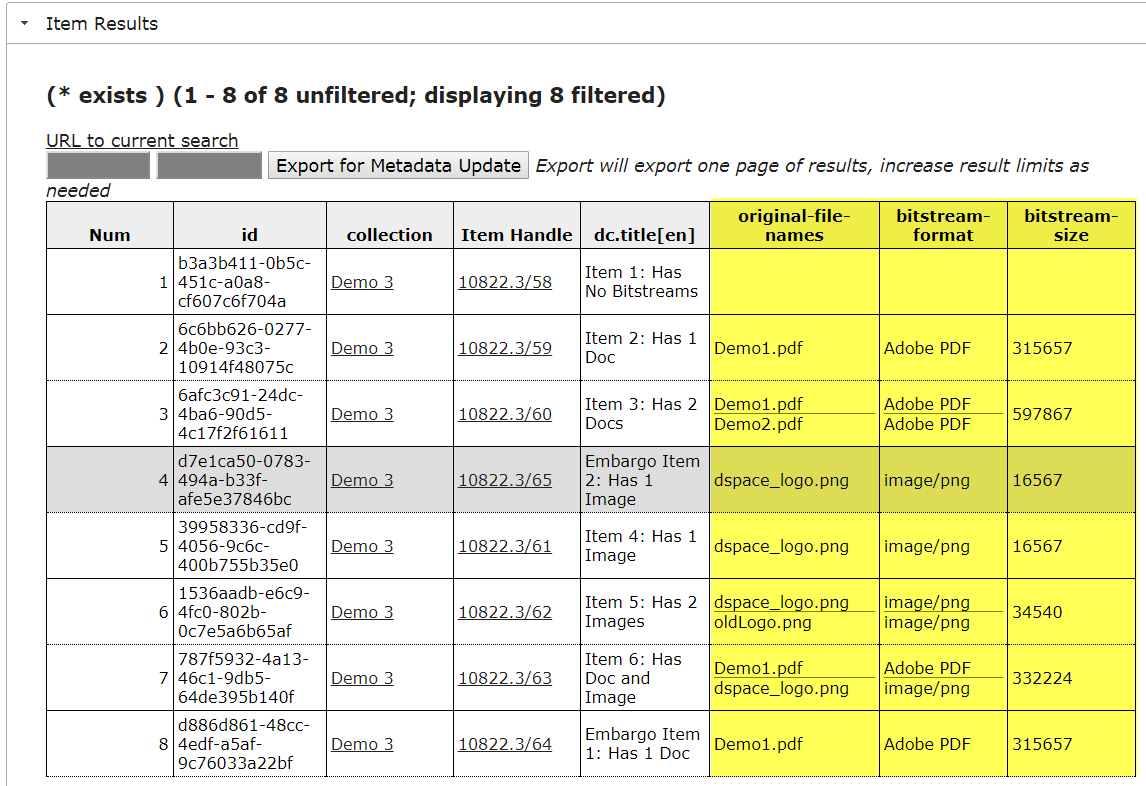 Item Results
(* exists ) (1 - 8 of 8 unfiltered; displaying 8 filtered)
URL to current search
Export for Metadata Update Export will export one page of results, increase result limits as
needed
Num id collection Item Handle dc.title[en] original-file-names bitstream-format bitstream-size
1 b3a3b411-0b5c-451c-a0a8-cf607c6f704a Demo 3 10822.3/58 Item 1: Has No Bitstreams
2 6c6bb626-0277-4b0e-93c3-10914f48075c Demo 3 10822.3/59 Item 2: Has 1 Doc Demo1.pdf Adobe PDF 315657
3 6afc3c91-24dc-4ba6-90d5-4c17f2f61611 Demo 3 10822.3/60 Item 3: Has 2 Docs Demo1.pdf Demo2.pdf Adobe PDF Adobe PDF 597867
4 d7e1ca50-0783-494a-b33f-afe5e37846bc Demo 3 10822.3/65 Embargo Item 2: Has 1 Image dspace_logo.png image/png 16567
5 39958336-cd9f-4056-9c6c-400b755b35e0 Demo 3 10822.3/61 Item 4: Has 1 Image dspace_logo.png image/png 16567
6 1536aadb-e6c9-4fc0-802b-0c7e5a6b65af Demo 3 10822.3/62 Item 5: Has 2 Images dspace_logo.png oldLogo.png image/png image/png 34540
7 787f5932-4a13-46c1-9db5-64de395b140f Demo 3 10822.3/63 Item 6: Has Doc and Image Demo1.pdf dspace_logo.png Adobe PDF image/png 332224
8 d886d861-48cc-4edf-a5af-9c76033a22bf Demo 3 10822.3/64 Embargo Item 1: Has 1 Doc Demo1.pdf Adobe PDF 315657